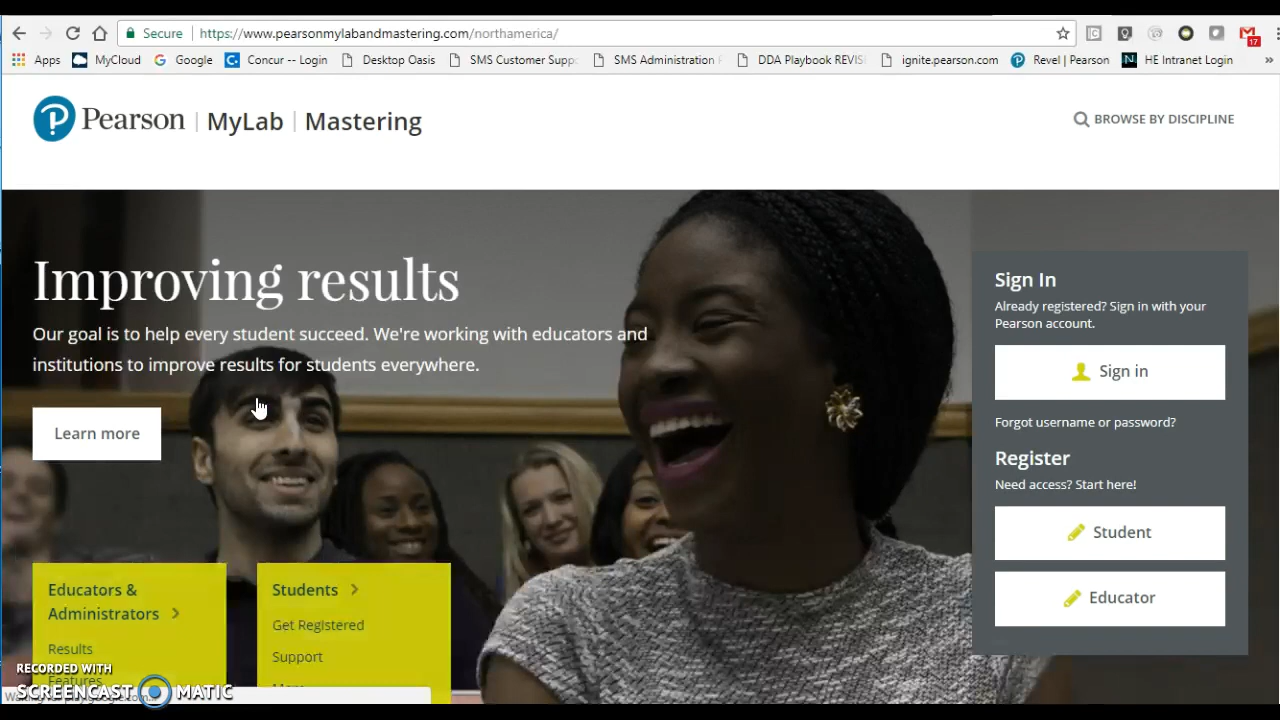 Secure
https://www.pearsonmylabandmastering.com/northamerica/
17
Apps
MyCloud
Google
Concur -- Login
Desktop Oasis
SMS Customer Supp
SMS Administration
DDA Playbook REVIS
ignite.pearson.com
Revel | Pearson
HE Intranet Login
»
Pearson | MyLab | Mastering
BROWSE BY DISCIPLINE
Improving results
Our goal is to help every student succeed. We're working with educators and
institutions to improve results for students everywhere.
Learn more
Sign In
Already registered? Sign in with your
Pearson account.
Sign in
Forgot username or password?
Register
Need access? Start here!
Student
Educator
Educators &
Administrators
Results
Features
Students
Get Registered
Support
RECORDED WITH
SCREENCAST MATIC